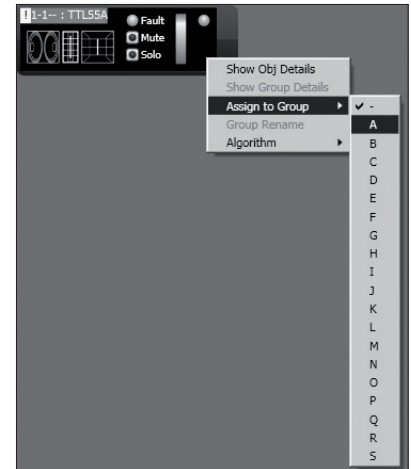 !1-1-- : TTL55A
Fault
Mute
Solo
Show Obj Details
Show Group Details
Assign to Group
Group Rename
Algorithm
-
A
B
C
D
E
F
G
H
I
J
K
L
M
N
O
P
Q
R
S